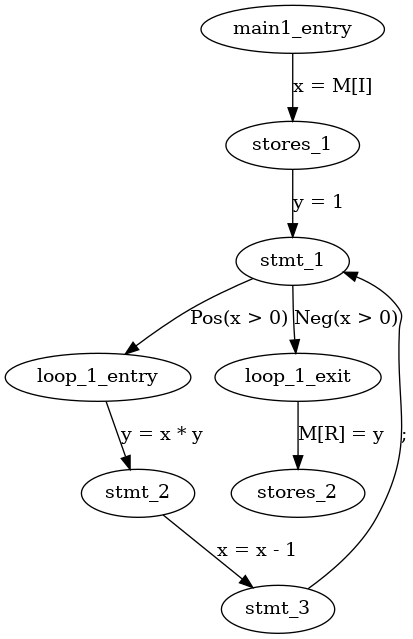 main1_entry
x = M[I]
stores_1
y = 1
stmt_1
Pos(x > 0)
Neg(x > 0)
loop_1_entry
loop_1_exit
y = x * y
M[R] = y
;
stmt_2
stores_2
x = x - 1
stmt_3